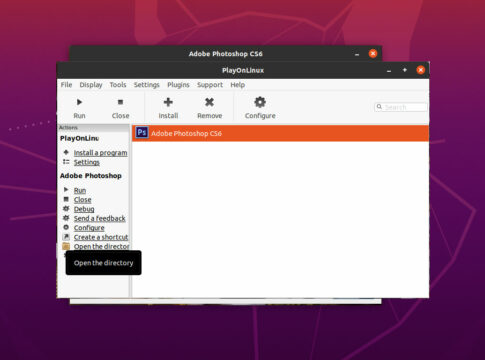 Adobe Photoshop CS6
PlayOnLinux
File Display Tools Settings Plugins Support Help
Run Close Install Remove Configure Search
Actions
PlayOnLinu
Install a program
Settings
Ps Adobe Photoshop CS6
Adobe Photoshop
Run
Close
Debug
Send a feedback
Configure
Create a shortcut
Open the director
Open the directory